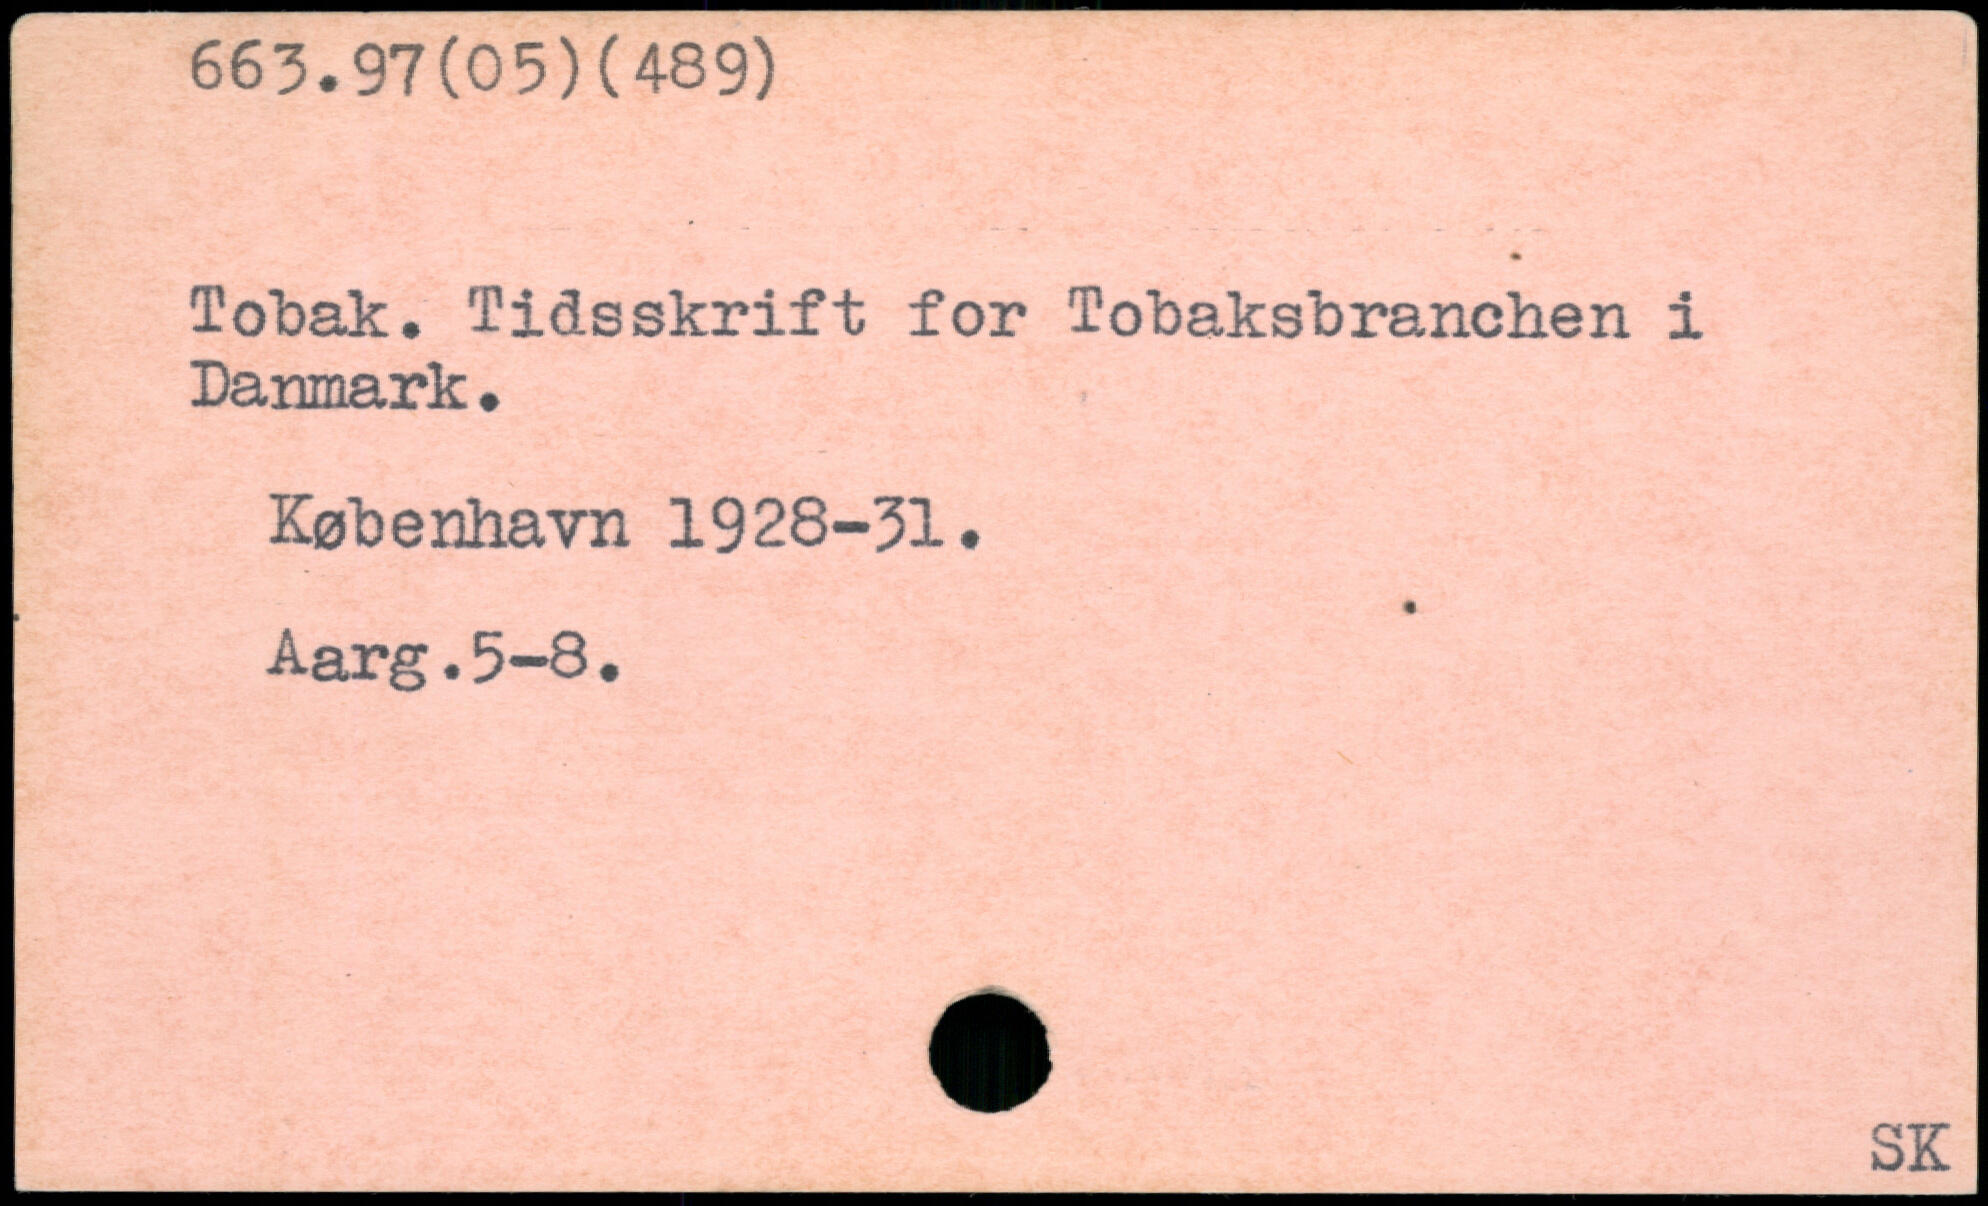 663.97(05)(489)
Tobak. Tidsskrift for Tobaksbranchen i
Danmark.
København 1928-31.
Aarg.5-8.
SK